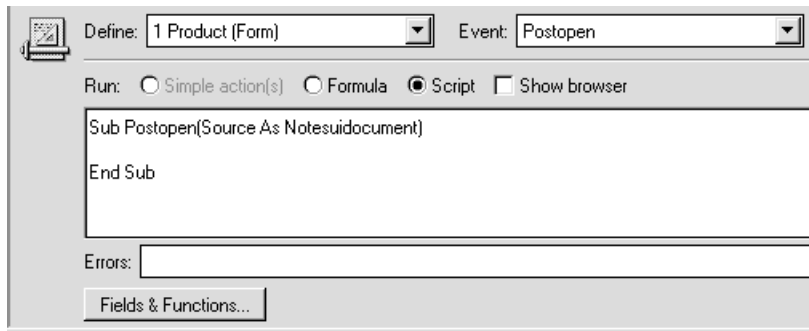 Define: 1 Product (Form) Event: Postopen
Run: Simple action(s) Formula Script Show browser
Sub Postopen(Source As Notesuidocument)
End Sub
Errors:
Fields & Functions...